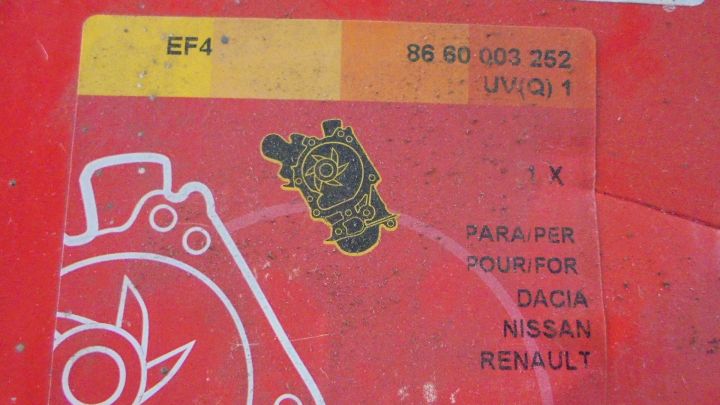 EF4
86 60 003 252
UV(Q) 1
1 X
PARA/PER
POUR/FOR
DACIA
NISSAN
RENAULT